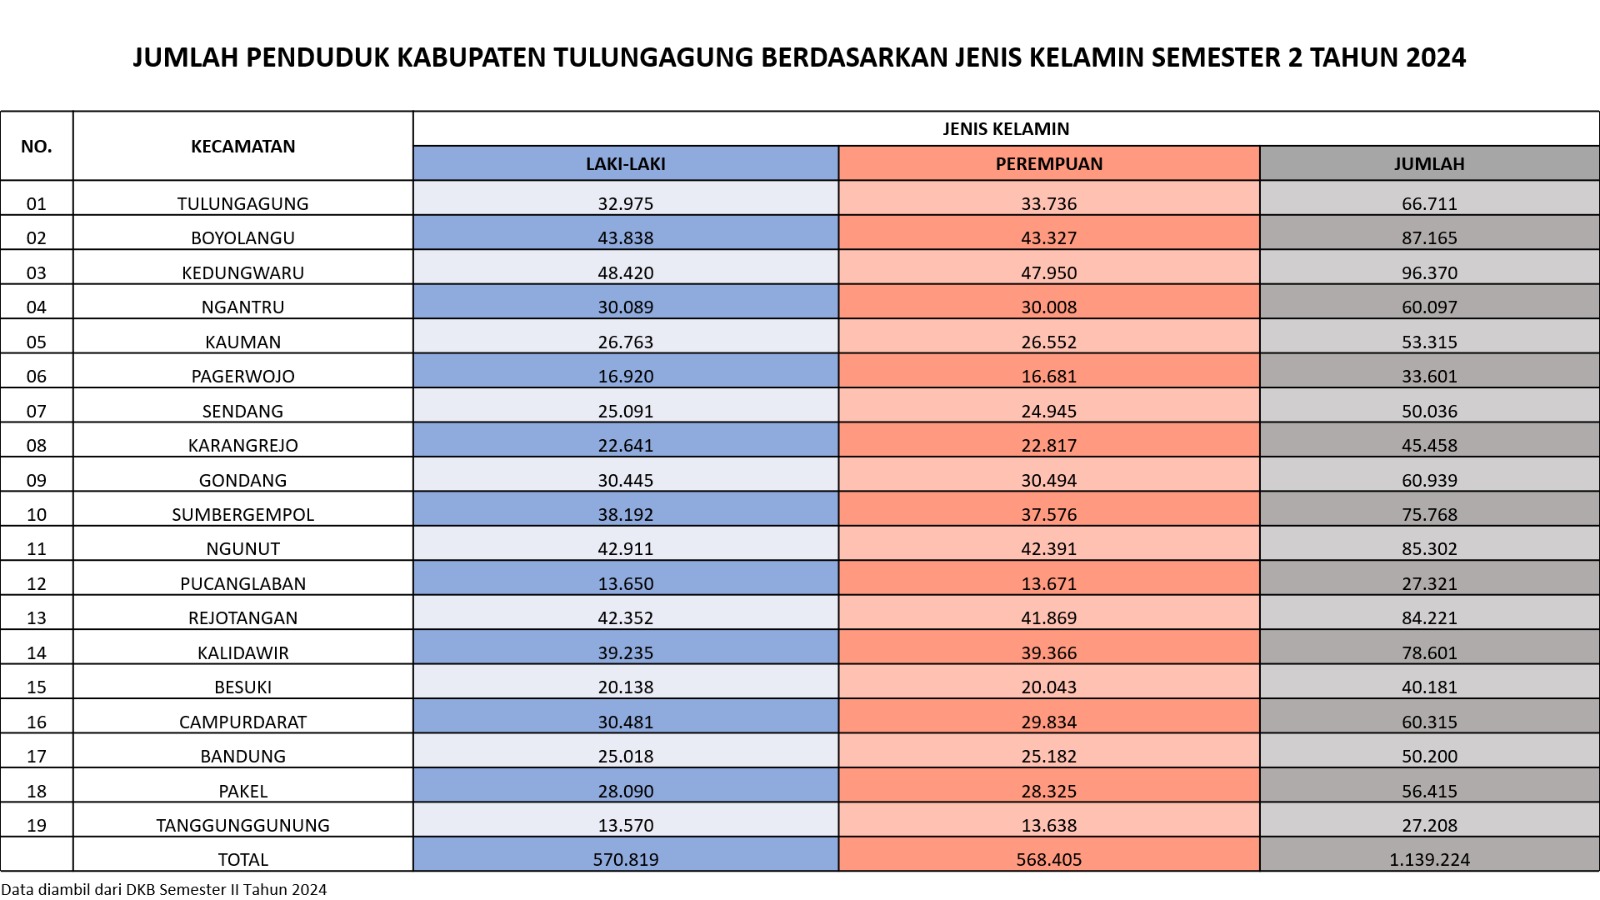 JUMLAH PENDUDUK KABUPATEN TULUNGAGUNG BERDASARKAN JENIS KELAMIN SEMESTER 2 TAHUN 2024
NO. KECAMATAN JENIS KELAMIN
LAKI-LAKI PEREMPUAN JUMLAH
01 TULUNGAGUNG 32.975 33.736 66.711
02 BOYOLANGU 43.838 43.327 87.165
03 KEDUNGWARU 48.420 47.950 96.370
04 NGANTRU 30.089 30.008 60.097
05 KAUMAN 26.763 26.552 53.315
06 PAGERWOJO 16.920 16.681 33.601
07 SENDANG 25.091 24.945 50.036
08 KARANGREJO 22.641 22.817 45.458
09 GONDANG 30.445 30.494 60.939
10 SUMBERGEMPOL 38.192 37.576 75.768
11 NGUNUT 42.911 42.391 85.302
12 PUCANGLABAN 13.650 13.671 27.321
13 REJOTANGAN 42.352 41.869 84.221
14 KALIDAWIR 39.235 39.366 78.601
15 BESUKI 20.138 20.043 40.181
16 CAMPURDARAT 30.481 29.834 60.315
17 BANDUNG 25.018 25.182 50.200
18 PAKEL 28.090 28.325 56.415
19 TANGGUNGGUNUNG 13.570 13.638 27.208
TOTAL 570.819 568.405 1.139.224
Data diambil dari DKB Semester II Tahun 2024